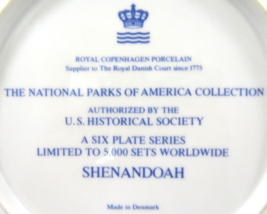 ROYAL COPENHAGEN PORCELAIN
Supplier to The Royal Danish Court since 1775
THE NATIONAL PARKS OF AMERICA COLLECTION
AUTHORIZED BY THE
U.S. HISTORICAL SOCIETY
A SIX PLATE SERIES
LIMITED TO 5,000 SETS WORLDWIDE
SHENANDOAH
Made in Denmark